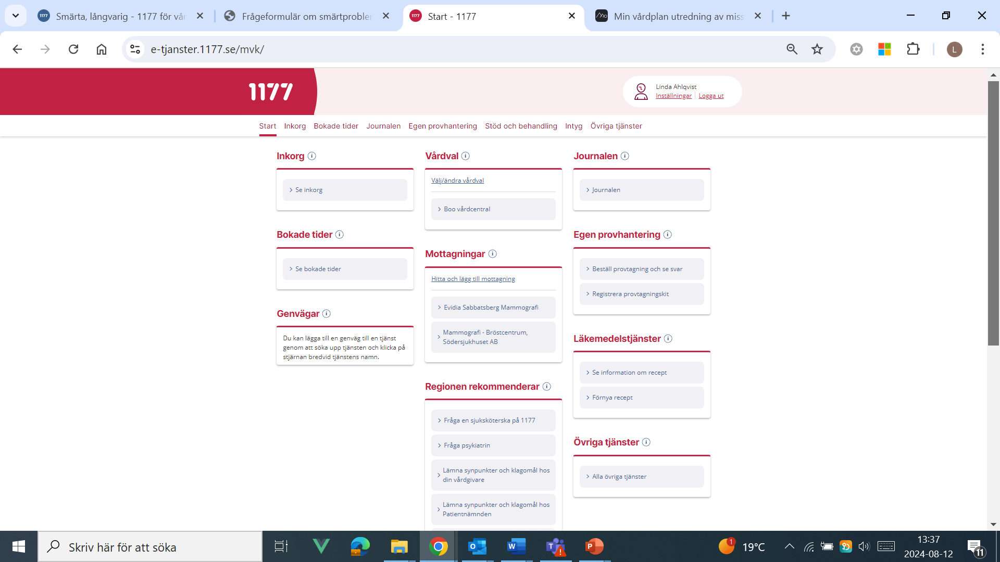 Smärta, långvarig - 1177 för vår
Frågeformulär om smärtprobler
Start - 1177
Min vårdplan utredning av miss
e-tjanster.1177.se/mvk/
L
1177
Linda Ahlqvist
Inställningar
Logga ut
Start
Inkorg
Bokade tider
Journalen
Egen provhantering
Stöd och behandling
Intyg
Övriga tjänster
Inkorg
Se inkorg
Bokade tider
Se bokade tider
Genvägar
Du kan lägga till en genväg till en tjänst
genom att söka upp tjänsten och klicka på
stjärnan bredvid tjänstens namn.
Vårdval
Välj/ändra vårdval
Boo vårdcentral
Mottagningar
Hitta och lägg till mottagning
Evidia Sabbatsberg Mammografi
Mammografi - Bröstcentrum,
Södersjukhuset AB
Regionen rekommenderar
Fråga en sjuksköterska på 1177
Fråga psykiatrin
Lämna synpunkter och klagomål hos
din vårdgivare
Lämna synpunkter och klagomål hos
Patientnämnden
Journalen
Journalen
Egen provhantering
Beställ provtagning och se svar
Registrera provtagningskit
Läkemedelstjänster
Se information om recept
Förnya recept
Övriga tjänster
Alla övriga tjänster
Skriv här för att söka
1
19°C
13:37
2024-08-12
11